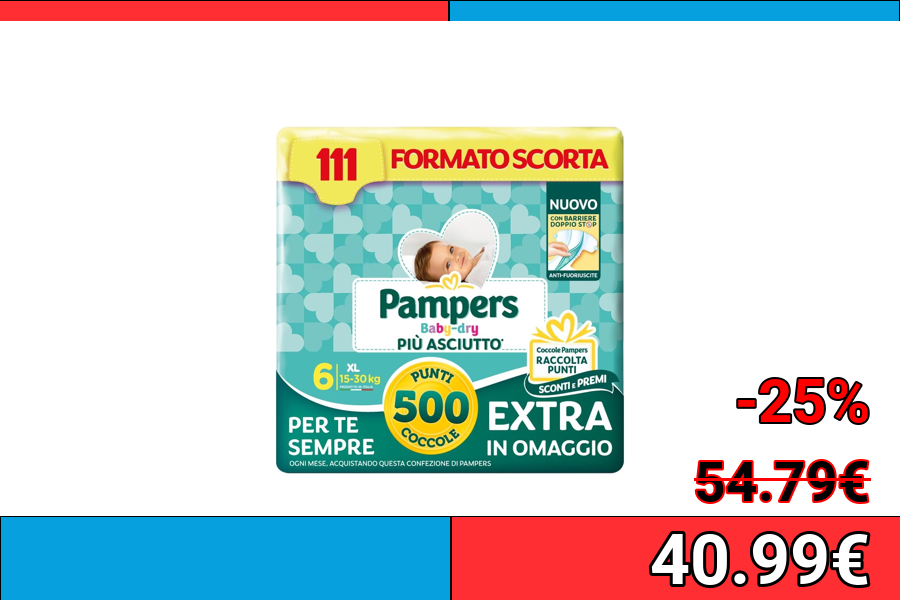 111 FORMATO SCORTA
NUOVO
CON BARRIERE
DOPPIO STOP
ANTI-FUORIUSCITE
Pampers
Baby-dry
PIÙ ASCIUTTO*
Coccole Pampers
RACCOLTA
PUNTI
SCONTI E PREMI
6 XL
15-30 kg
PUNTI
500
COCCOLE
PER TE
SEMPRE
EXTRA
IN OMAGGIO
OGNI MESE, ACQUISTANDO QUESTA CONFEZIONE DI PAMPERS
-25%
54.79€
40.99€